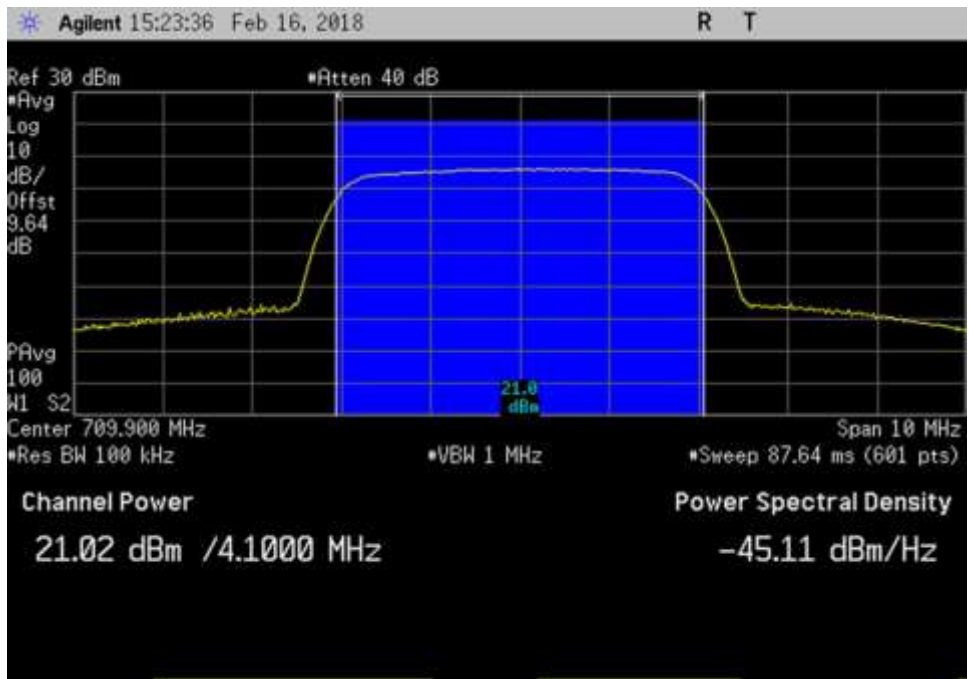 Agilent 15:23:36 Feb 16, 2018 R T
Ref 30 dBm #Atten 40 dB
#Avg
Log
10
dB/
Offst
9.64
dB
PAvg
100
W1 S2
21.0
dBm
Center 709.900 MHz Span 10 MHz
#Res BW 100 kHz #VBW 1 MHz #Sweep 87.64 ms (601 pts)
Channel Power Power Spectral Density
21.02 dBm /4.1000 MHz -45.11 dBm/Hz